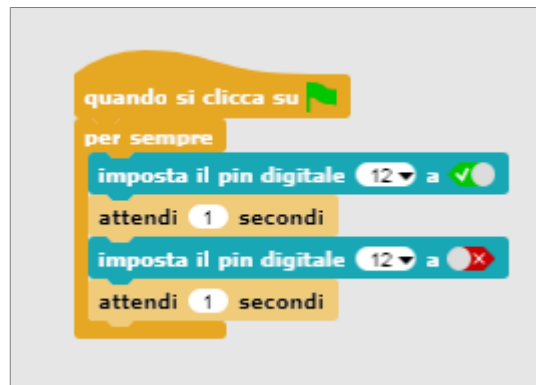 quando si clicca su
per sempre
imposta il pin digitale 12 a
attendi 1 secondi
imposta il pin digitale 12 a
attendi 1 secondi